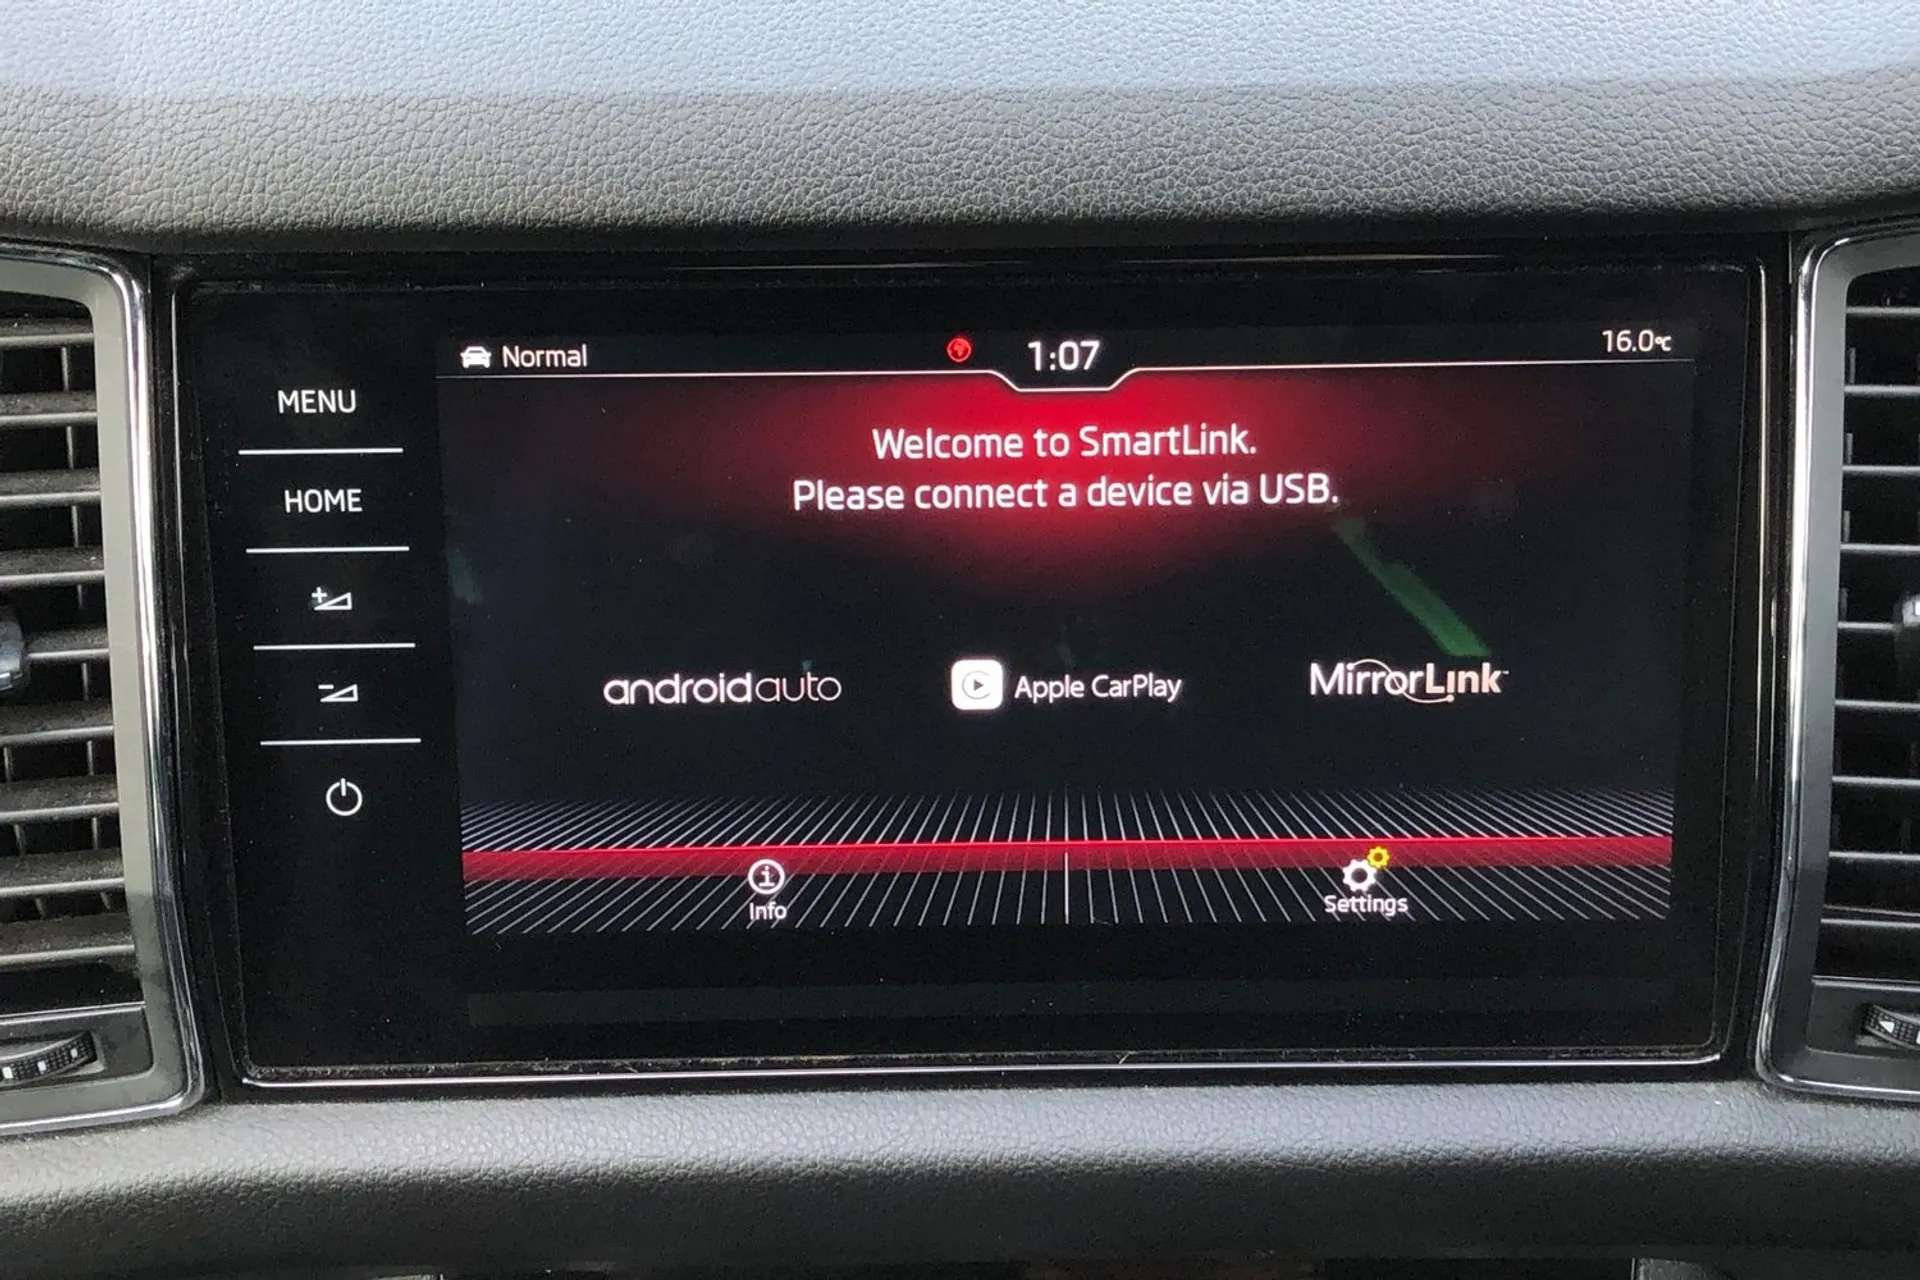 Normal
1:07
16.0°C
MENU
HOME
Welcome to SmartLink.
Please connect a device via USB.
androidauto
Apple CarPlay
MirrorLink™
Info
Settings